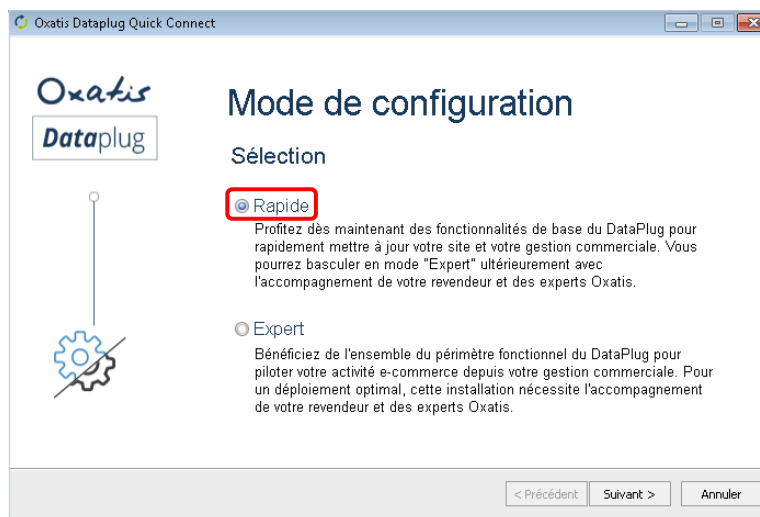 Oxatis Dataplug Quick Connect
Oxatis
Dataplug
Mode de configuration
Sélection
Rapide
Profitez dès maintenant des fonctionnalités de base du DataPlug pour
rapidement mettre à jour votre site et votre gestion commerciale. Vous
pourrez basculer en mode "Expert" ultérieurement avec
l'accompagnement de votre revendeur et des experts Oxatis.
Expert
Bénéficiez de l'ensemble du périmètre fonctionnel du DataPlug pour
piloter votre activité e-commerce depuis votre gestion commerciale. Pour
un déploiement optimal, cette installation nécessite l'accompagnement
de votre revendeur et des experts Oxatis.
< Précédent Suivant > Annuler